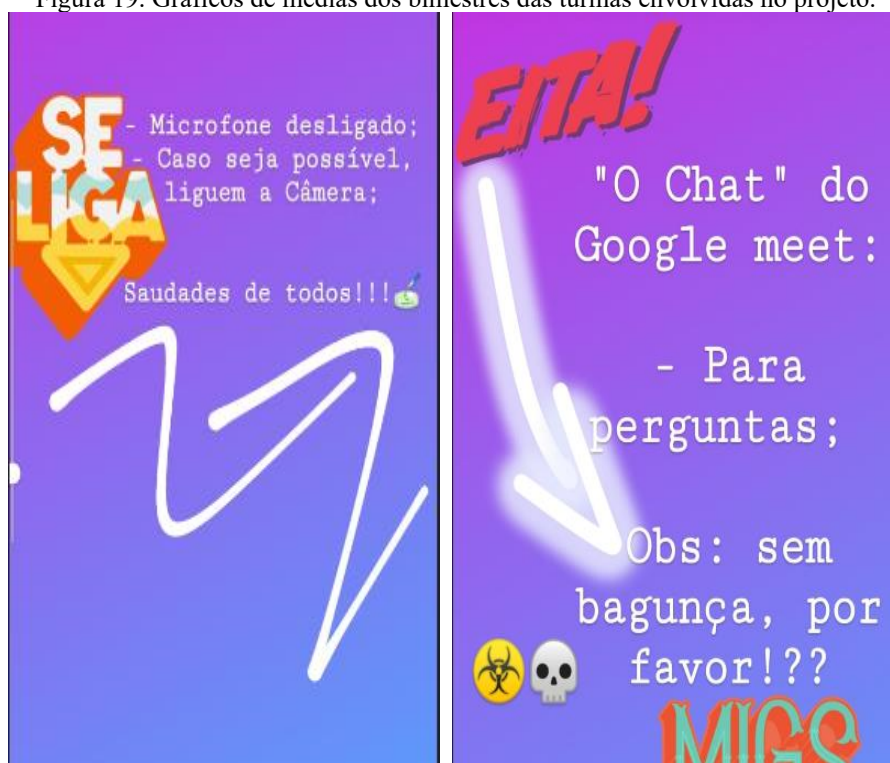 Figura 19: Gráficos de médias dos bimestres das turmas envolvidas no projeto.
SE
LIGA
- Microfone desligado;
- Caso seja possível,
liguem a Câmera;
Saudades de todos!!!
EITA!
"O Chat" do
Google meet:
- Para
perguntas;
Obs: sem
bagunça, por
favor!??
MIGS